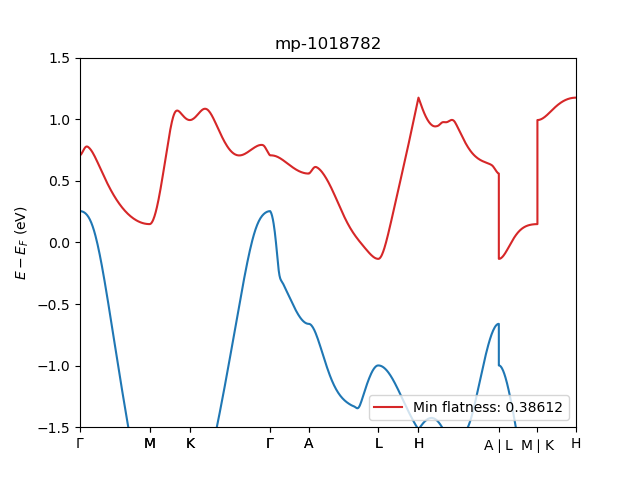 mp-1018782
E − E_F (eV)
1.5
1.0
0.5
0.0
−0.5
−1.0
−1.5
Min flatness: 0.38612
Γ M K Γ A L H A | L M | K H